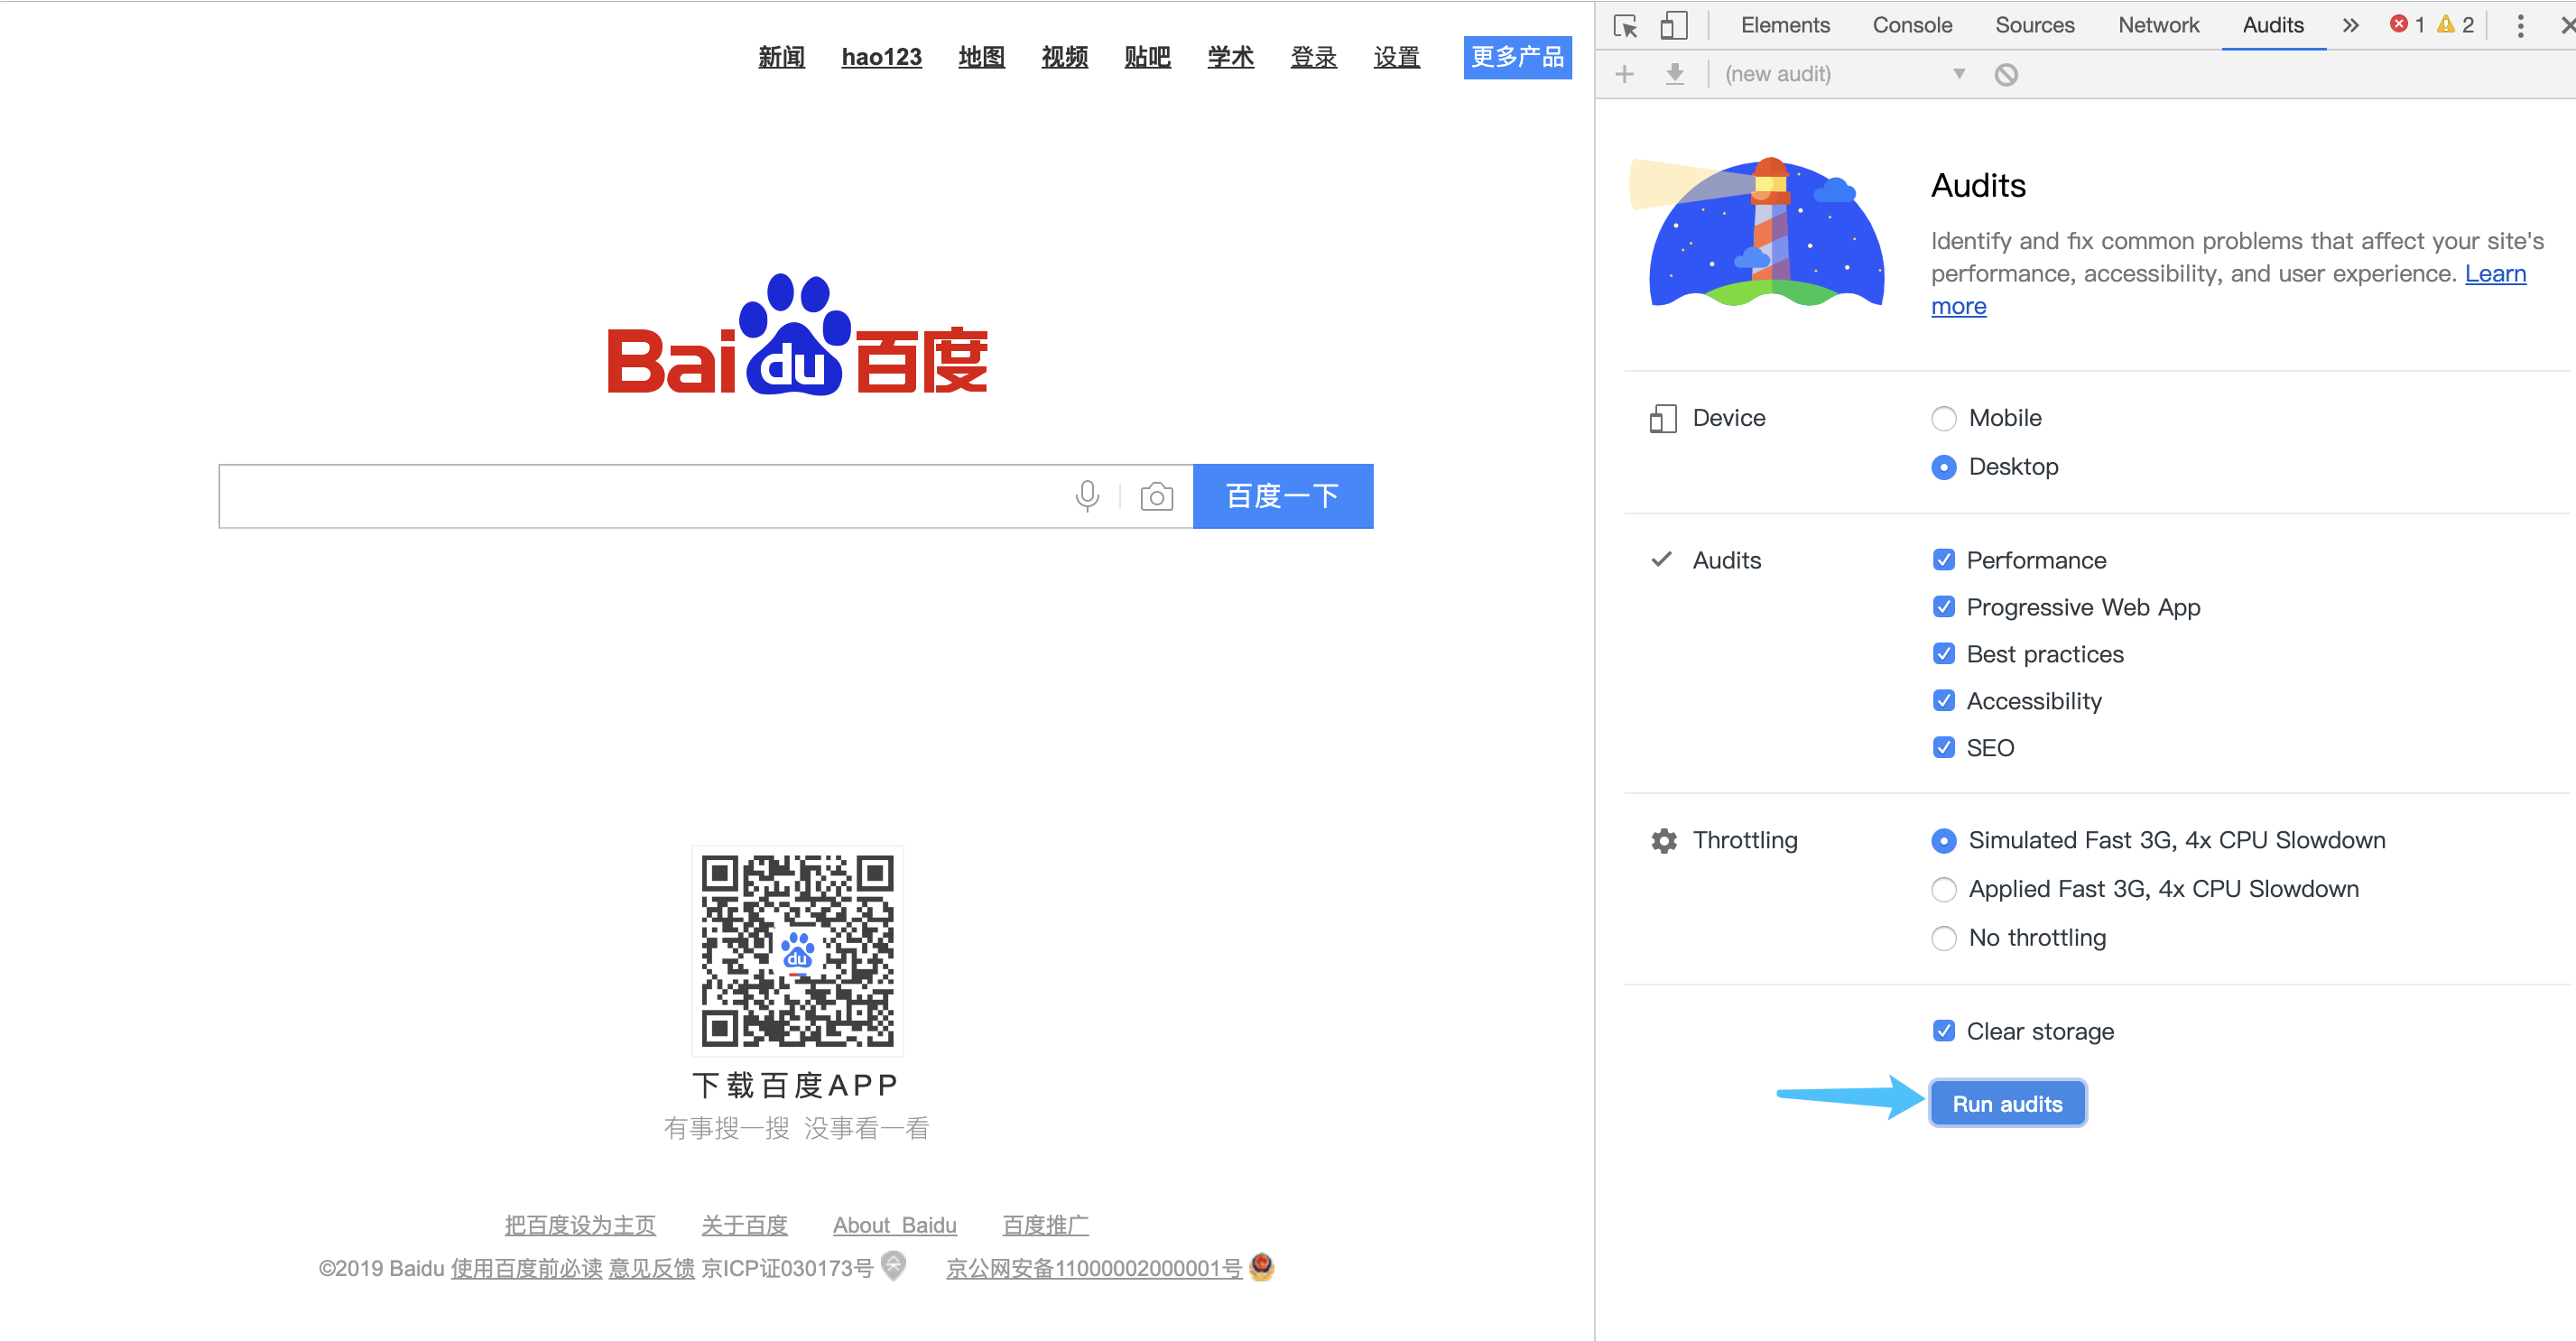 新闻 hao123 地图 视频 贴吧 学术 登录 设置 更多产品
Bai du 百度
百度一下
du
下载百度APP
有事搜一搜 没事看一看
把百度设为主页 关于百度 About Baidu 百度推广
©2019 Baidu 使用百度前必读 意见反馈 京ICP证030173号 京公网安备11000002000001号
Elements Console Sources Network Audits » 1 2
(new audit)
Audits
Identify and fix common problems that affect your site's
performance, accessibility, and user experience. Learn
more
Device
Mobile
Desktop
Audits
Performance
Progressive Web App
Best practices
Accessibility
SEO
Throttling
Simulated Fast 3G, 4x CPU Slowdown
Applied Fast 3G, 4x CPU Slowdown
No throttling
Clear storage
Run audits